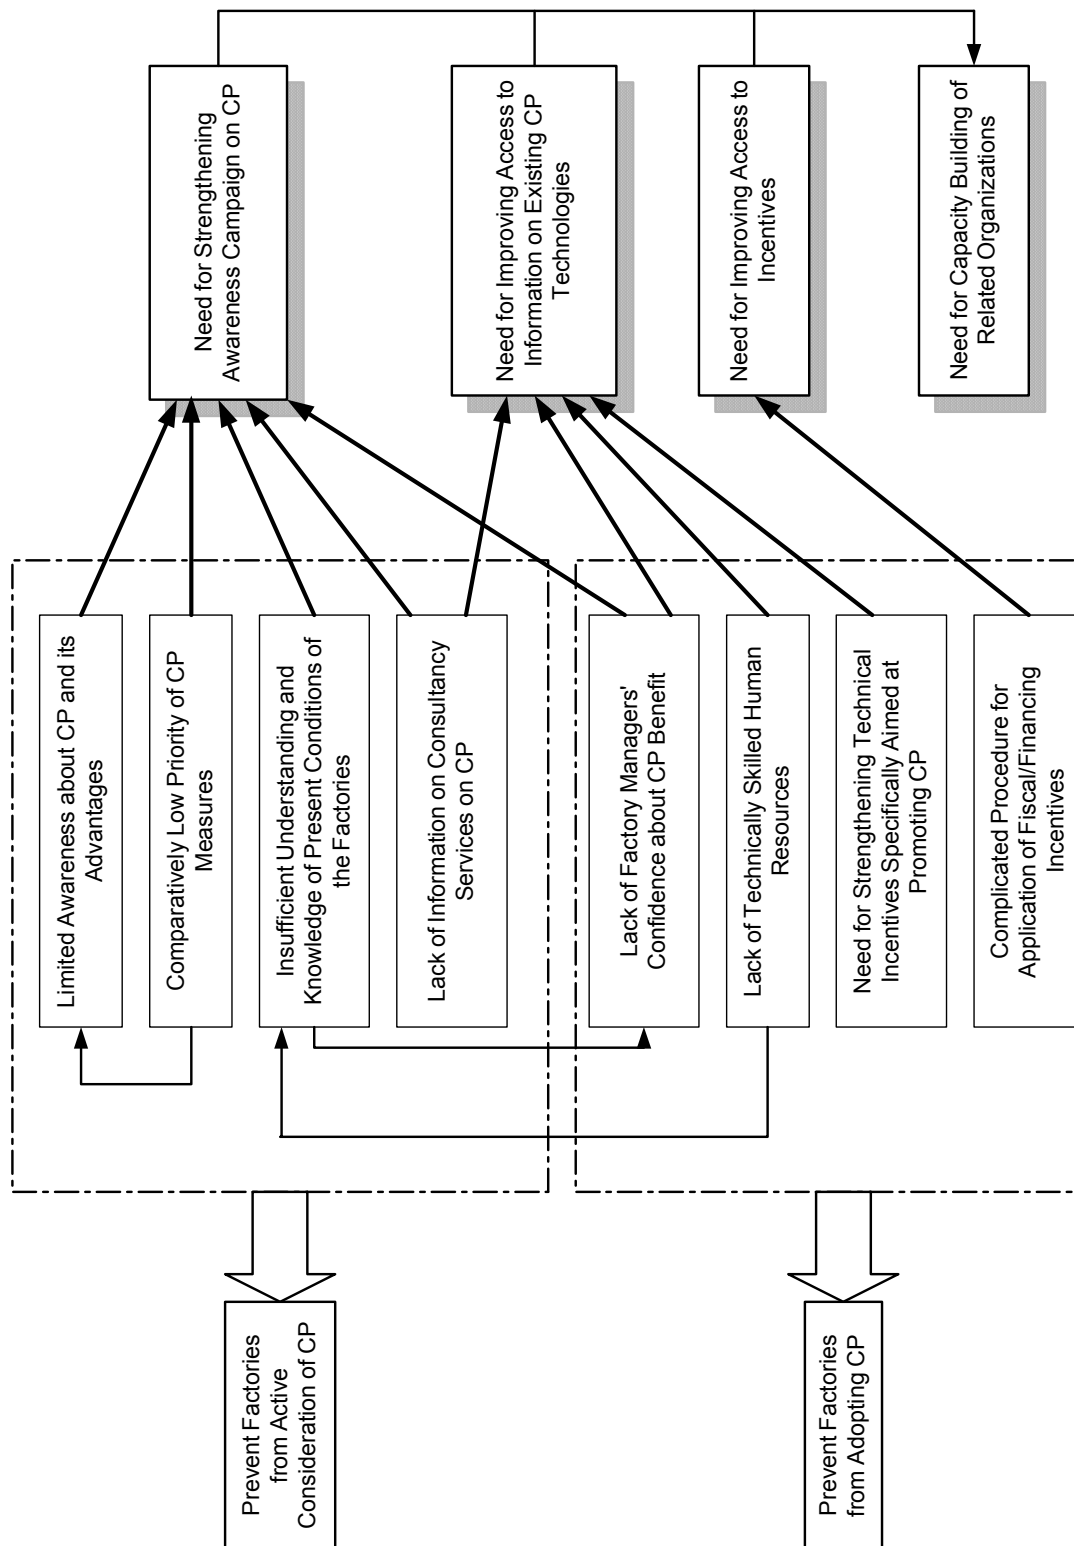 Prevent Factories
from Active
Consideration of CP
Prevent Factories
from Adopting CP
Limited Awareness about CP and its
Advantages
Comparatively Low Priority of CP
Measures
Insufficient Understanding and
Knowledge of Present Conditions of
the Factories
Lack of Information on Consultancy
Services on CP
Lack of Factory Managers'
Confidence about CP Benefit
Lack of Technically Skilled Human
Resources
Need for Strengthening Technical
Incentives Specifically Aimed at
Promoting CP
Complicated Procedure for
Application of Fiscal/Financing
Incentives
Need for Strengthening
Awareness Campaign on CP
Need for Improving Access to
Information on Existing CP
Technologies
Need for Improving Access to
Incentives
Need for Capacity Building of
Related Organizations